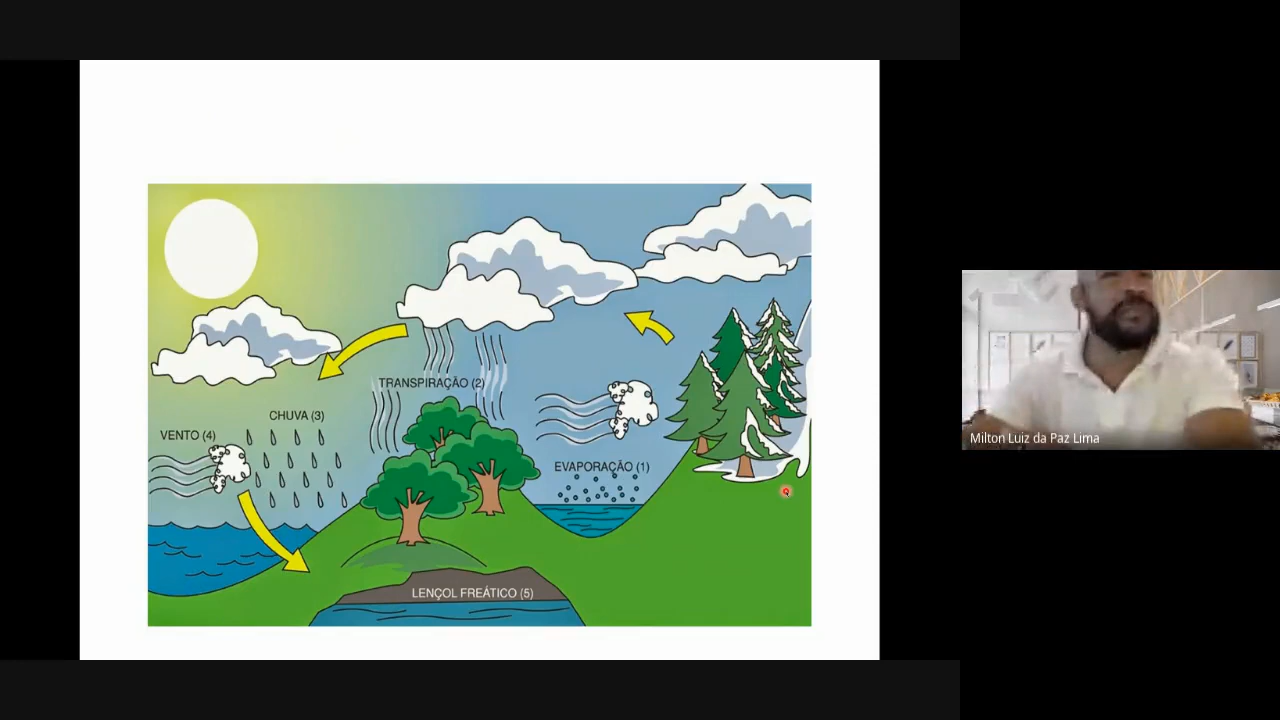 TRANSPIRAÇÃO (2)
CHUVA (3)
VENTO (4)
EVAPORAÇÃO (1)
LENÇOL FREÁTICO (5)
Milton Luiz da Paz Lima